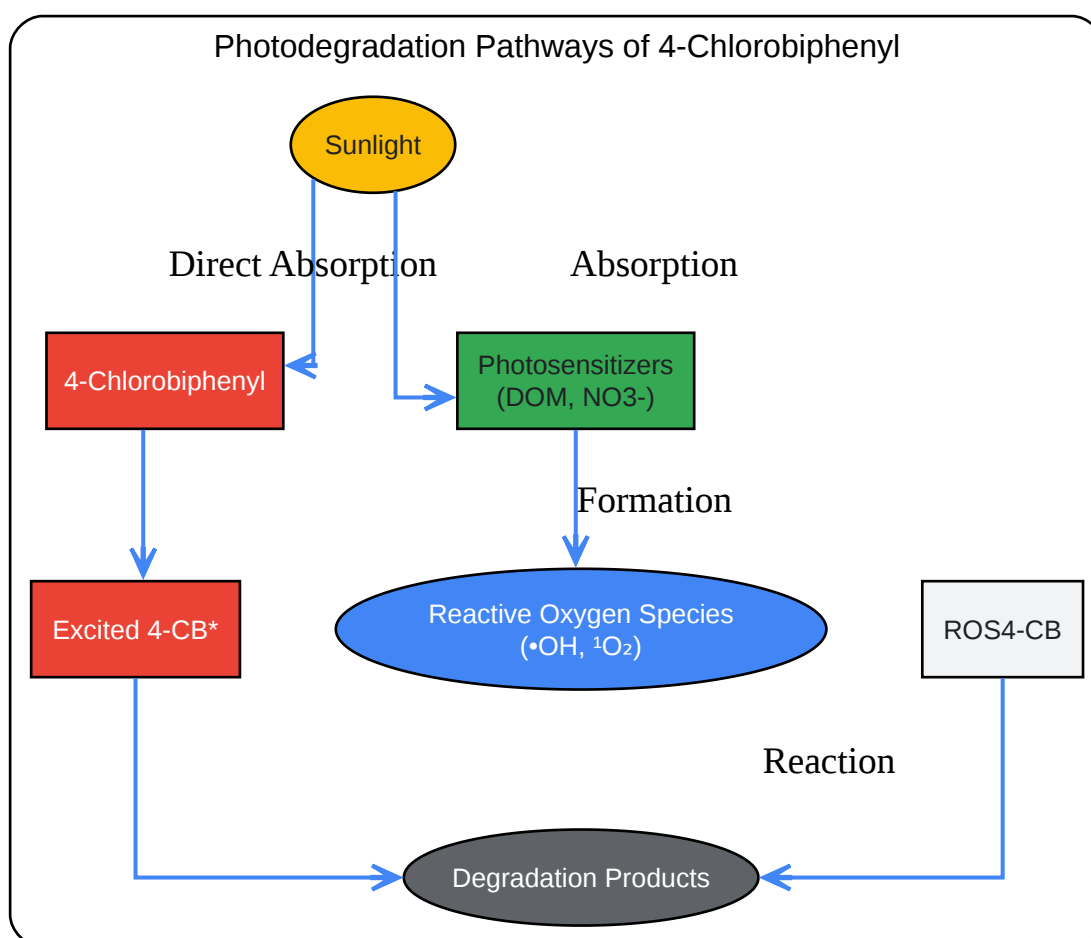 Photodegradation Pathways of 4-Chlorobiphenyl
Sunlight
Direct Absorption
Absorption
4-Chlorobiphenyl
Photosensitizers
(DOM, NO3-)
Formation
Excited 4-CB*
Reactive Oxygen Species
(•OH, ¹O₂)
ROS4-CB
Reaction
Degradation Products